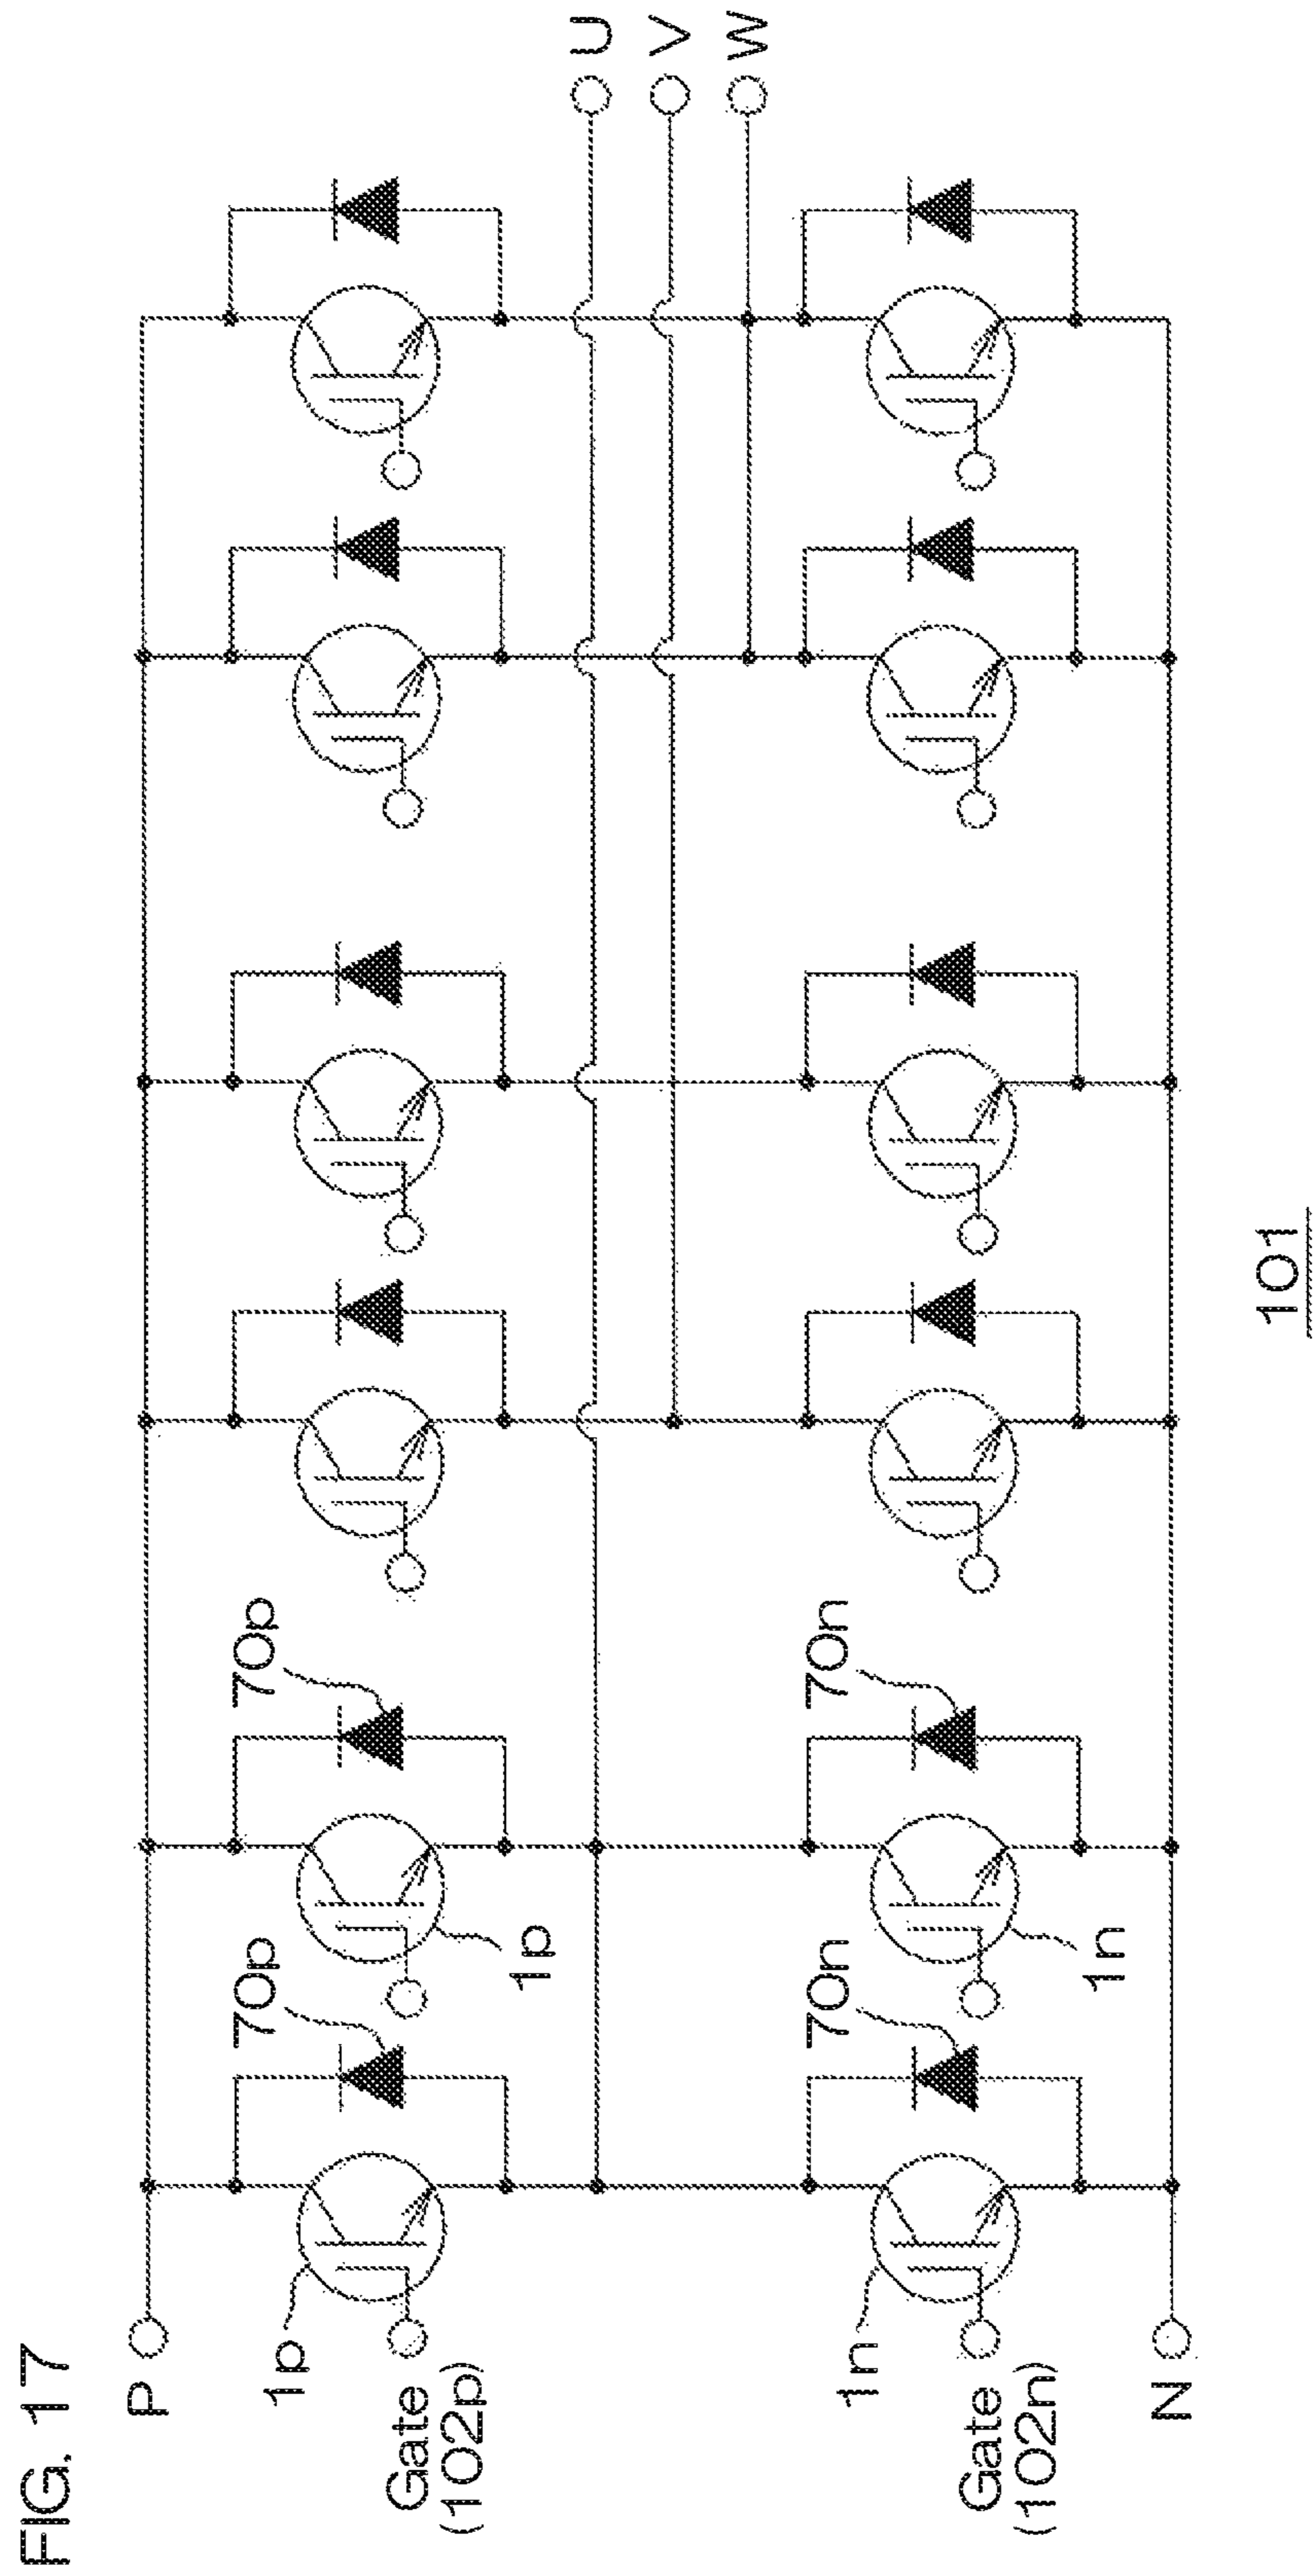 FIG. 17
P
1p
Gate
(102p)
70p
1p
70p
U
V
W
1n
Gate
(102n)
70n
1n
70n
N
101